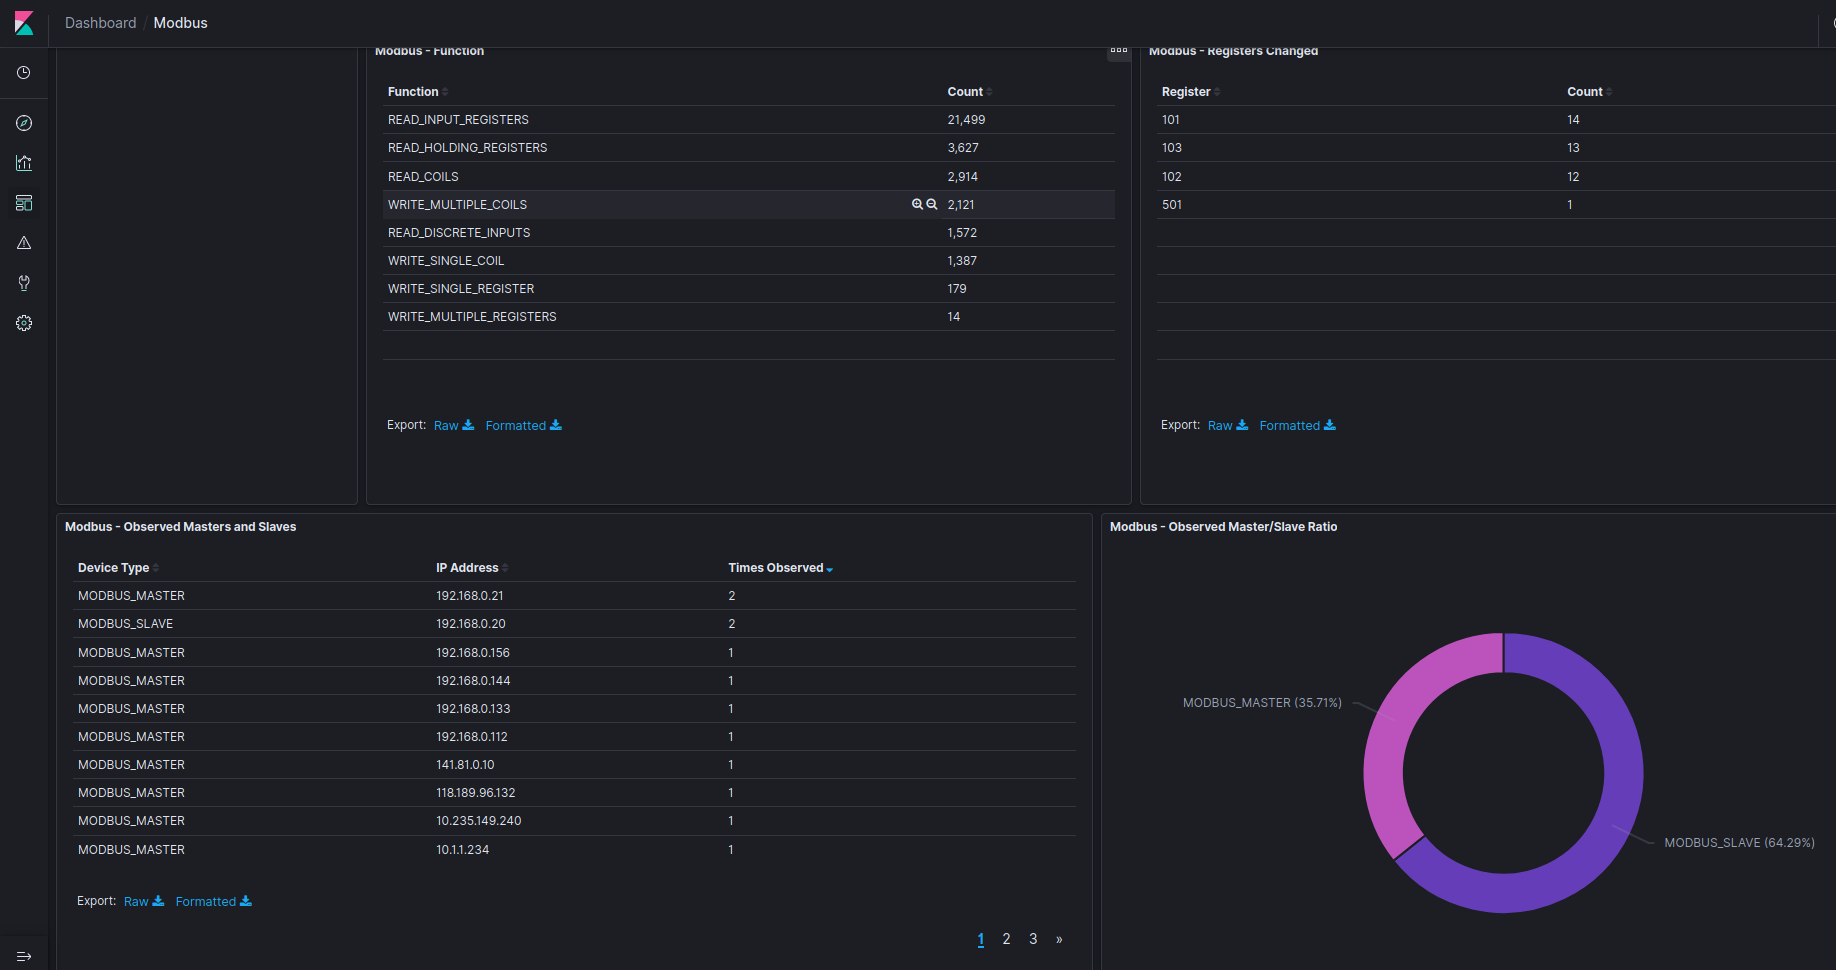 Dashboard / Modbus
Modbus - Function
Function Count
READ_INPUT_REGISTERS 21,499
READ_HOLDING_REGISTERS 3,627
READ_COILS 2,914
WRITE_MULTIPLE_COILS 2,121
READ_DISCRETE_INPUTS 1,572
WRITE_SINGLE_COIL 1,387
WRITE_SINGLE_REGISTER 179
WRITE_MULTIPLE_REGISTERS 14
Export: Raw Formatted
Modbus - Registers Changed
Register Count
101 14
103 13
102 12
501 1
Export: Raw Formatted
Modbus - Observed Masters and Slaves
Device Type IP Address Times Observed
MODBUS_MASTER 192.168.0.21 2
MODBUS_SLAVE 192.168.0.20 2
MODBUS_MASTER 192.168.0.156 1
MODBUS_MASTER 192.168.0.144 1
MODBUS_MASTER 192.168.0.133 1
MODBUS_MASTER 192.168.0.112 1
MODBUS_MASTER 141.81.0.10 1
MODBUS_MASTER 118.189.96.132 1
MODBUS_MASTER 10.235.149.240 1
MODBUS_MASTER 10.1.1.234 1
Export: Raw Formatted
1 2 3 »
Modbus - Observed Master/Slave Ratio
MODBUS_MASTER (35.71%)
MODBUS_SLAVE (64.29%)